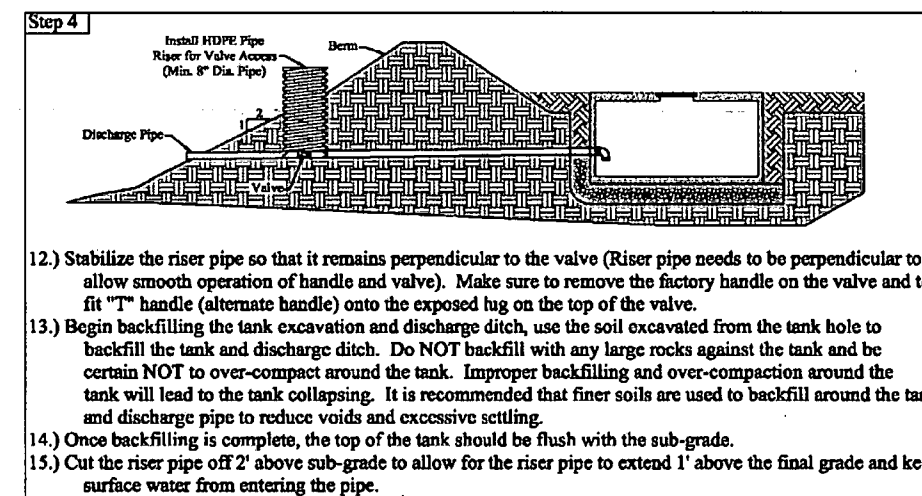 Step 4
Install HDPE Pipe
Riser for Valve Access
(Min. 8" Dia. Pipe)
Berm
2
1
Discharge Pipe
Valve
12.) Stabilize the riser pipe so that it remains perpendicular to the valve (Riser pipe needs to be perpendicular to
allow smooth operation of handle and valve). Make sure to remove the factory handle on the valve and t
fit "T" handle (alternate handle) onto the exposed lug on the top of the valve.
13.) Begin backfilling the tank excavation and discharge ditch, use the soil excavated from the tank hole to
backfill the tank and discharge ditch. Do NOT backfill with any large rocks against the tank and be
certain NOT to over-compact around the tank. Improper backfilling and over-compaction around the
tank will lead to the tank collapsing. It is recommended that finer soils are used to backfill around the tan
and discharge pipe to reduce voids and excessive settling.
14.) Once backfilling is complete, the top of the tank should be flush with the sub-grade.
15.) Cut the riser pipe off 2' above sub-grade to allow for the riser pipe to extend 1' above the final grade and ke
surface water from entering the pipe.